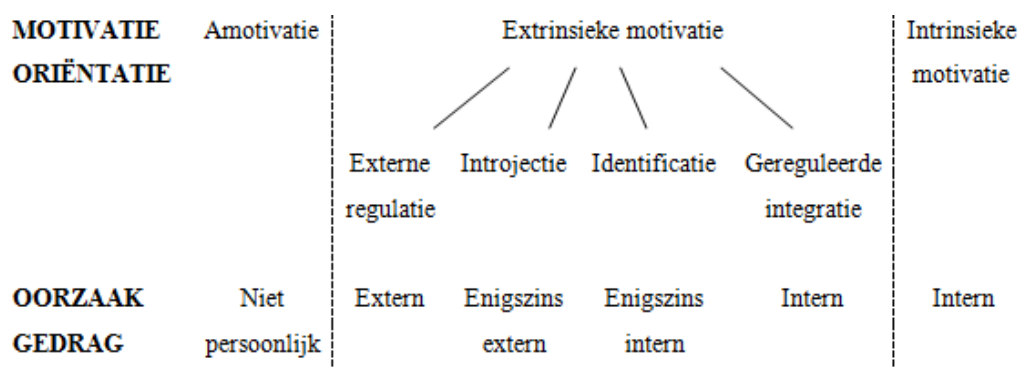 MOTIVATIE Amotivatie Extrinsieke motivatie Intrinsieke
ORIËNTATIE motivatie
Externe Introjectie Identificatie Gereguleerde
regulatie integratie
OORZAAK Niet Extern Enigszins Enigszins Intern Intern
GEDRAG persoonlijk extern intern